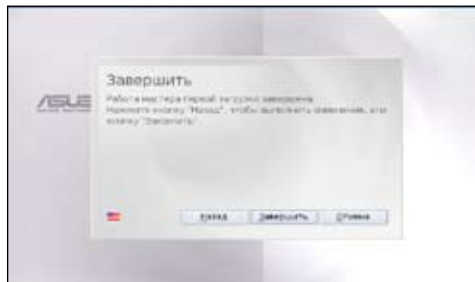 Завершить
ASUS
Работа мастера первой загрузки завершена.
Нажмите кнопку "Назад", чтобы выполнить изменения, или
кнопку "Завершить".
Назад Завершить Отмена